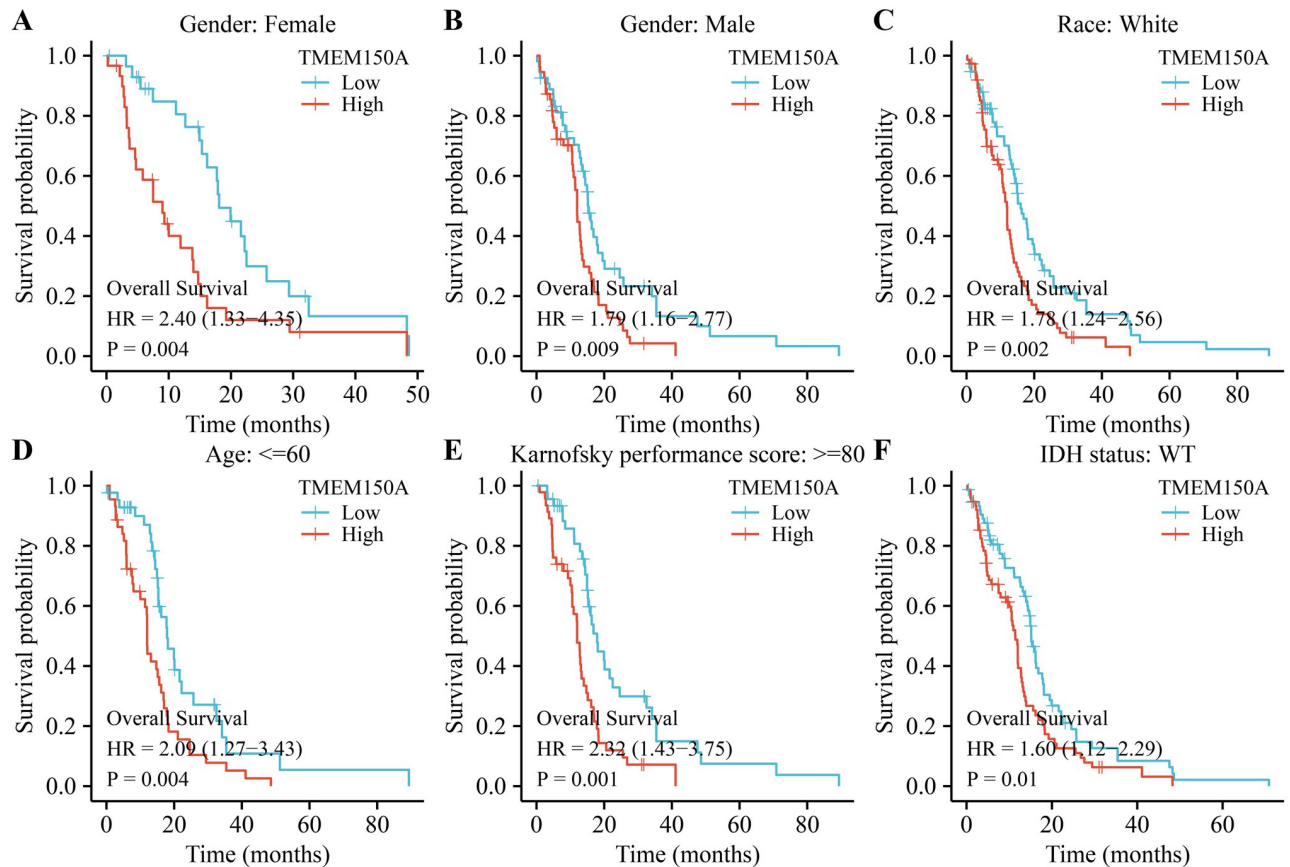 A
Gender: Female
Survival probability
1.0
0.8
0.6
0.4
0.2
0.0
TMEM150A
Low
High
Overall Survival
HR = 2.40 (1.33−4.35)
P = 0.004
0 10 20 30 40 50
Time (months)
B
Gender: Male
Survival probability
1.0
0.8
0.6
0.4
0.2
0.0
TMEM150A
Low
High
Overall Survival
HR = 1.79 (1.16−2.77)
P = 0.009
0 20 40 60 80
Time (months)
C
Race: White
Survival probability
1.0
0.8
0.6
0.4
0.2
0.0
TMEM150A
Low
High
Overall Survival
HR = 1.78 (1.24−2.56)
P = 0.002
0 20 40 60 80
Time (months)
D
Age: <=60
Survival probability
1.0
0.8
0.6
0.4
0.2
0.0
TMEM150A
Low
High
Overall Survival
HR = 2.09 (1.27−3.43)
P = 0.004
0 20 40 60 80
Time (months)
E
Karnofsky performance score: >=80
Survival probability
1.0
0.8
0.6
0.4
0.2
0.0
TMEM150A
Low
High
Overall Survival
HR = 2.32 (1.43−3.75)
P = 0.001
0 20 40 60 80
Time (months)
F
IDH status: WT
Survival probability
1.0
0.8
0.6
0.4
0.2
0.0
TMEM150A
Low
High
Overall Survival
HR = 1.60 (1.12−2.29)
P = 0.01
0 20 40 60
Time (months)